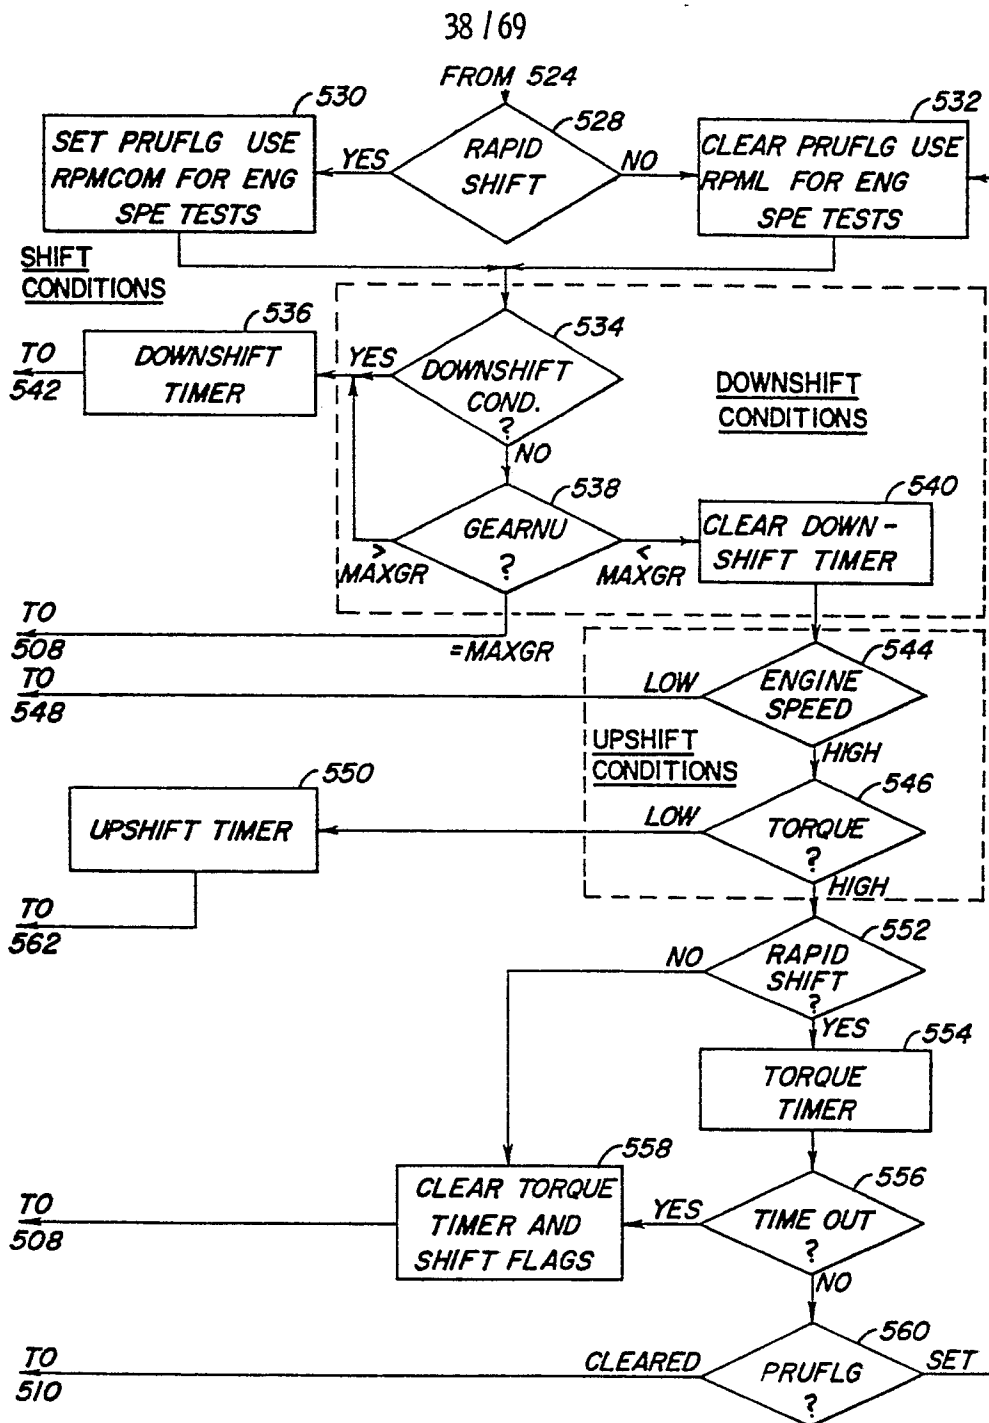 38 / 69
FROM 524
530
528
532
SET PRUFLG USE
RPMCOM FOR ENG
SPE TESTS
YES
RAPID
SHIFT
NO
CLEAR PRUFLG USE
RPML FOR ENG
SPE TESTS
SHIFT
CONDITIONS
536
534
TO
542
DOWNSHIFT
TIMER
YES
DOWNSHIFT
COND.
?
NO
DOWNSHIFT
CONDITIONS
538
540
GEARNU
?
>
MAXGR
<
MAXGR
CLEAR DOWN-
SHIFT TIMER
=MAXGR
TO
508
544
TO
548
LOW
ENGINE
SPEED
HIGH
UPSHIFT
CONDITIONS
550
546
UPSHIFT TIMER
LOW
TORQUE
?
HIGH
TO
562
552
NO
RAPID
SHIFT
?
YES
554
TORQUE
TIMER
558
556
TO
508
CLEAR TORQUE
TIMER AND
SHIFT FLAGS
YES
TIME OUT
?
NO
560
TO
510
CLEARED
PRUFLG
?
SET